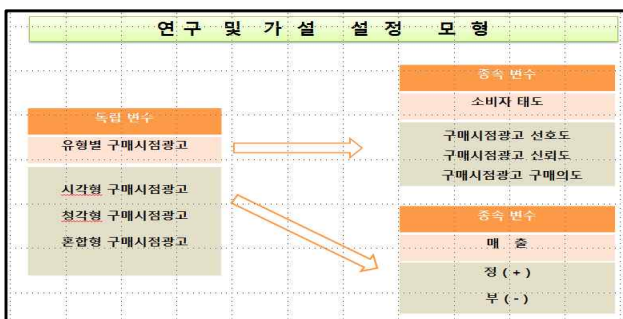 연구 및 가설 설정 모형
독립 변수
유형별 구매시점광고
시각형 구매시점광고
청각형 구매시점광고
혼합형 구매시점광고
종속 변수
소비자 태도
구매시점광고 선호도
구매시점광고 신뢰도
구매시점광고 구매의도
종속 변수
매 출
정 ( + )
부 ( - )